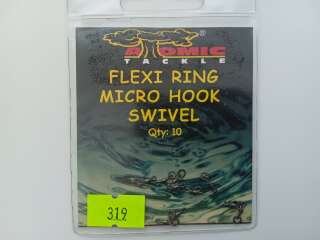 ATOMIC®
TACKLE
FLEXI RING
MICRO HOOK
SWIVEL
Qty: 10
319